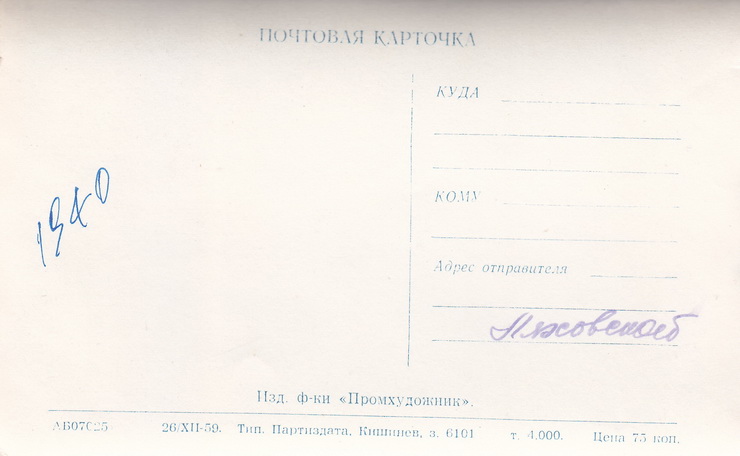 ПОЧТОВАЯ КАРТОЧКА
КУДА
КОМУ
Адрес отправителя
1940
Изд. ф-ки «Промхудожник».
АБ07025 26/XII-59. Тип. Партиздата, Кишинев, з. 6101 т. 4.000. Цена 75 коп.